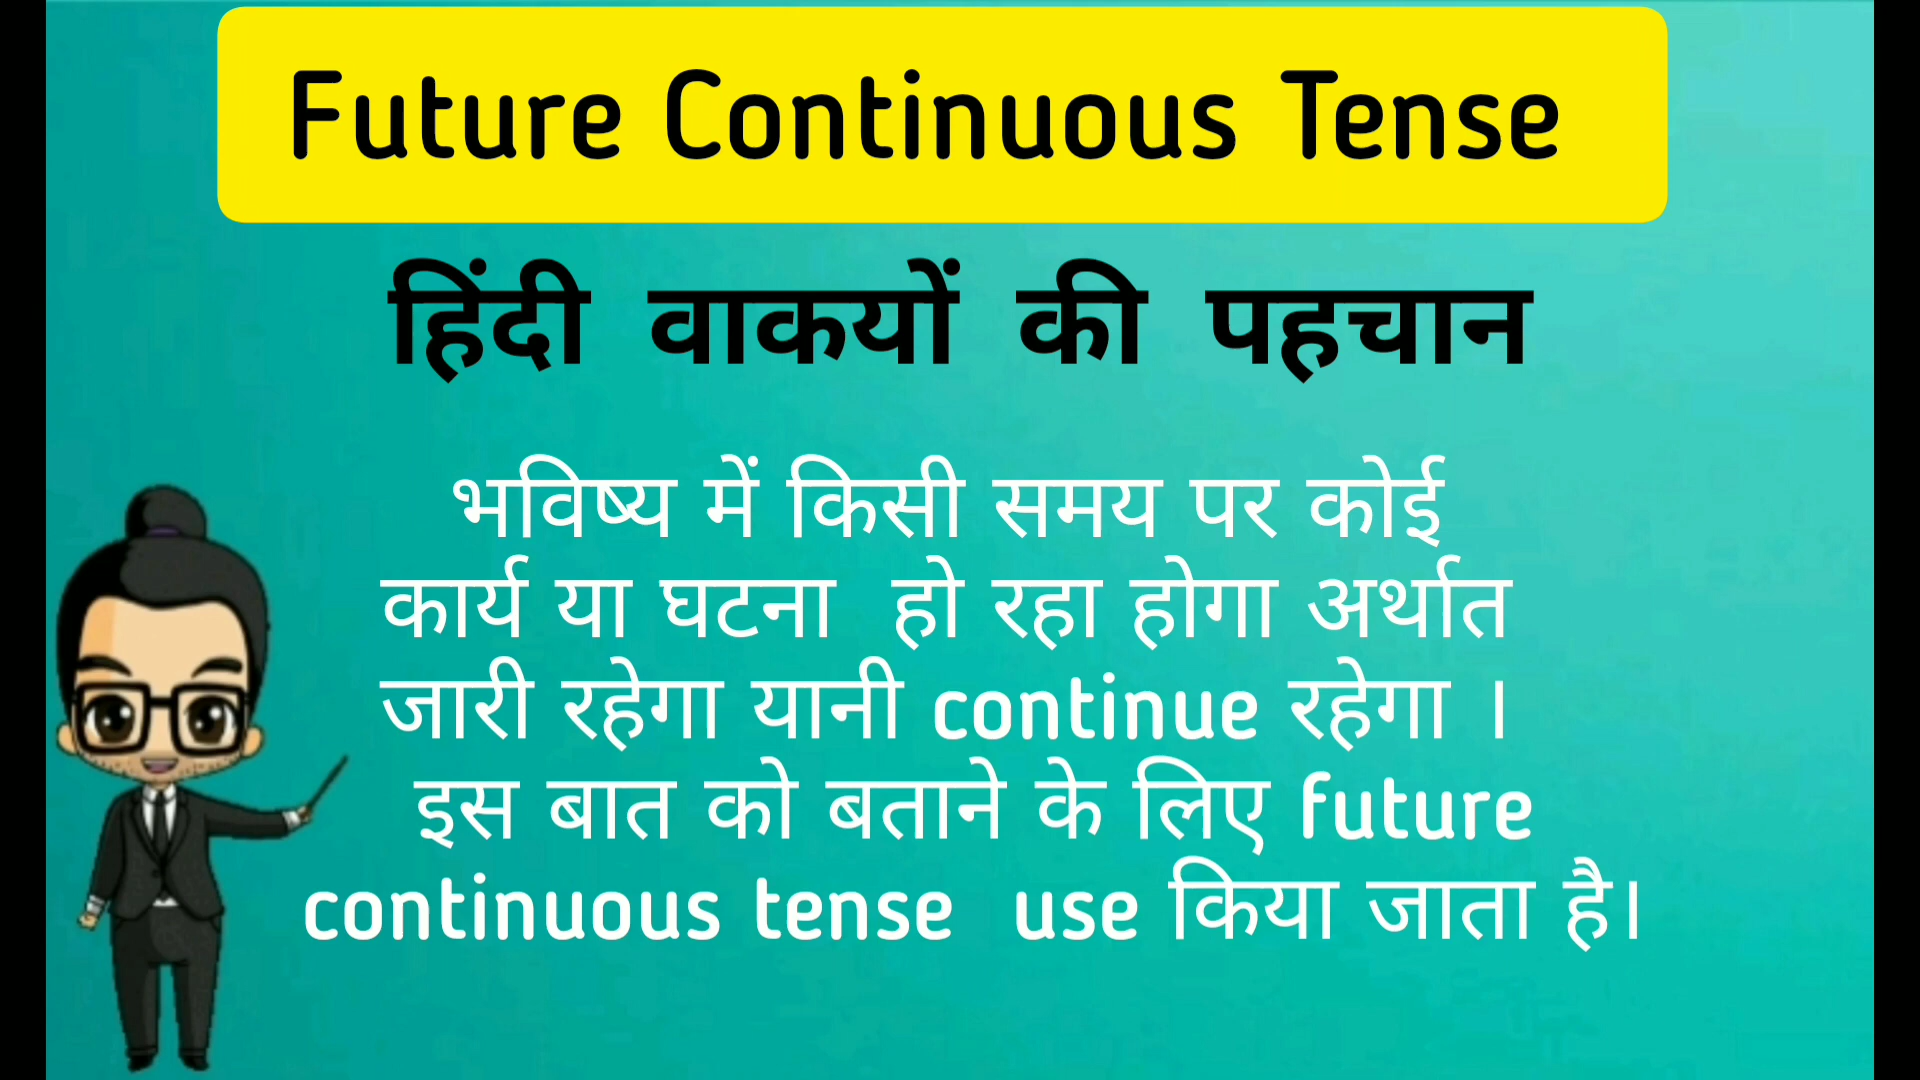 Future Continuous Tense
हिंदी वाकयों की पहचान
भविष्य में किसी समय पर कोई
कार्य या घटना हो रहा होगा अर्थात
जारी रहेगा यानी continue रहेगा ।
इस बात को बताने के लिए future
continuous tense use किया जाता है।